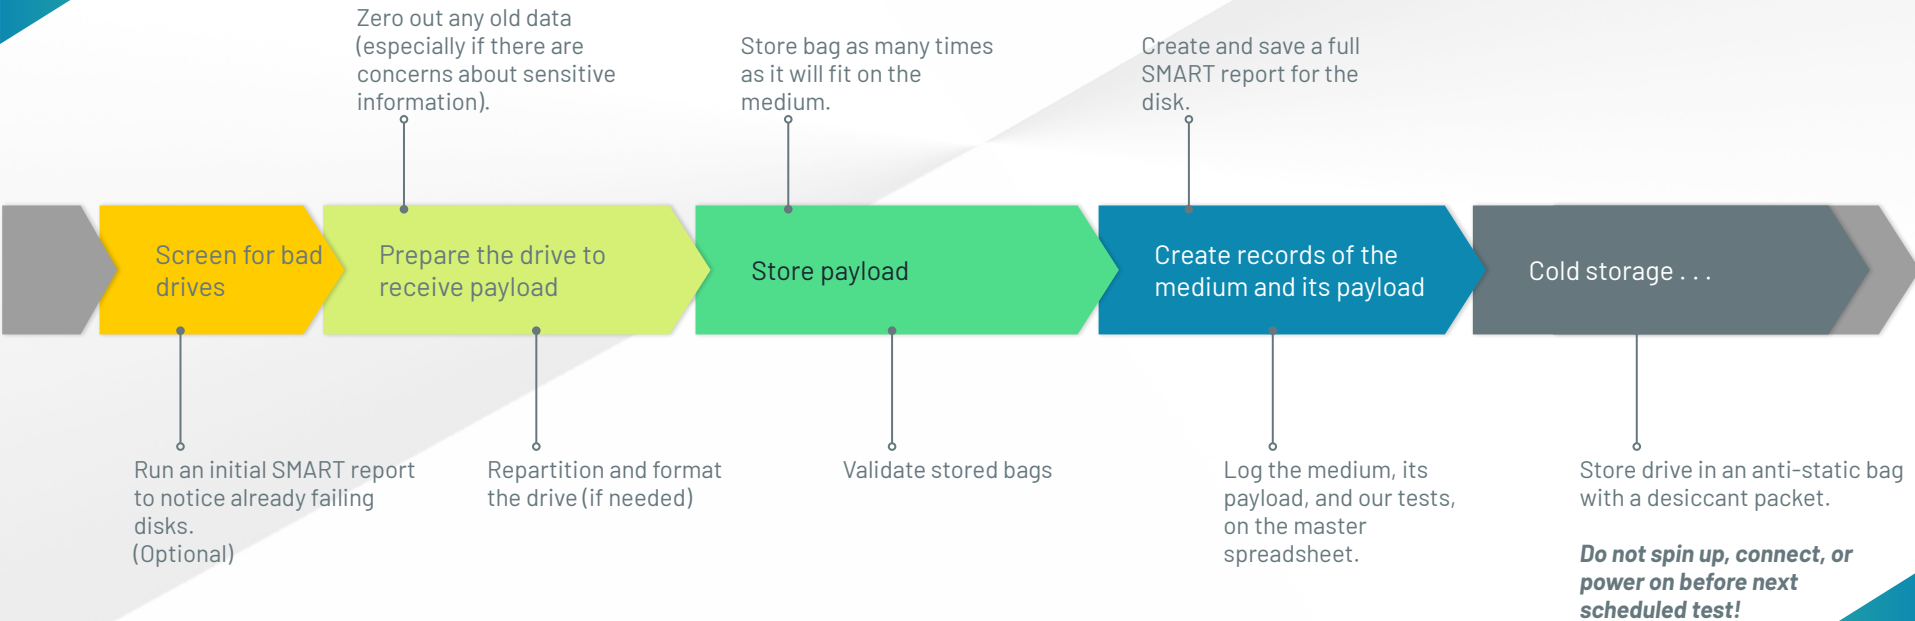 Zero out any old data
(especially if there are
concerns about sensitive
information).
Store bag as many times
as it will fit on the
medium.
Create and save a full
SMART report for the
disk.
Screen for bad
drives
Prepare the drive to
receive payload
Store payload
Create records of the
medium and its payload
Cold storage . . .
Run an initial SMART report
to notice already failing
disks.
(Optional)
Repartition and format
the drive (if needed)
Validate stored bags
Log the medium, its
payload, and our tests,
on the master
spreadsheet.
Store drive in an anti-static bag
with a desiccant packet.
Do not spin up, connect, or
power on before next
scheduled test!